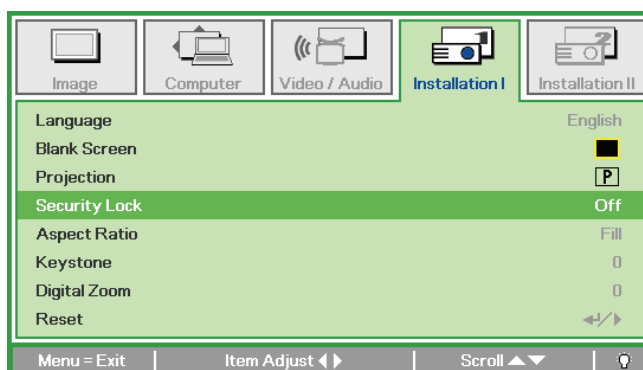 Image Computer Video / Audio Installation I Installation II
Language English
Blank Screen
Projection P
Security Lock Off
Aspect Ratio Fill
Keystone 0
Digital Zoom 0
Reset
Menu = Exit Item Adjust Scroll